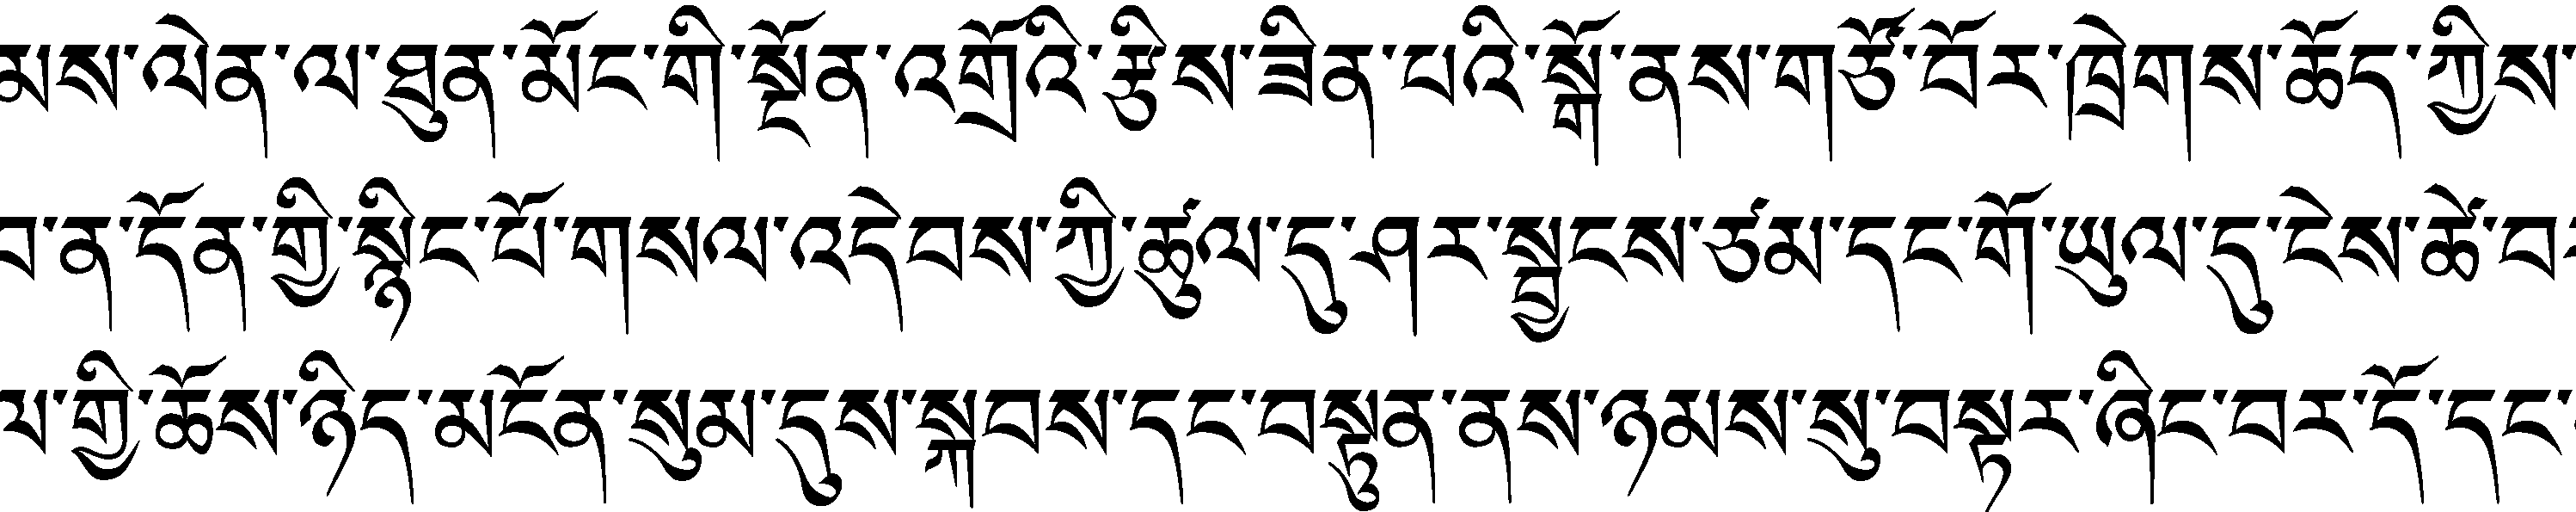 མས་ལེན་ལ་ཐུན་མོང་གི་སྔོན་འགྲོའི་རྩིས་ཟིན་པའི་སྒོ་ནས་གཙོ་བོར་ཁྲེགས་ཆོད་ཀྱིས་
བ་ན་དོན་གྱི་སྙིང་པོ་གསལ་འདེབས་ཀྱི་ཚུལ་དུ་ཤར་སྦྱངས་ཙམ་དང་གོ་ཡུལ་དུ་ངེས་ཚེ་བར
ལ་གྱི་ཆོས་ཉིད་མངོན་སུམ་དུས་སྐབས་དང་བསྟུན་ནས་ཉམས་སུ་བསྟར་ཞིང་བར་དོ་དང་